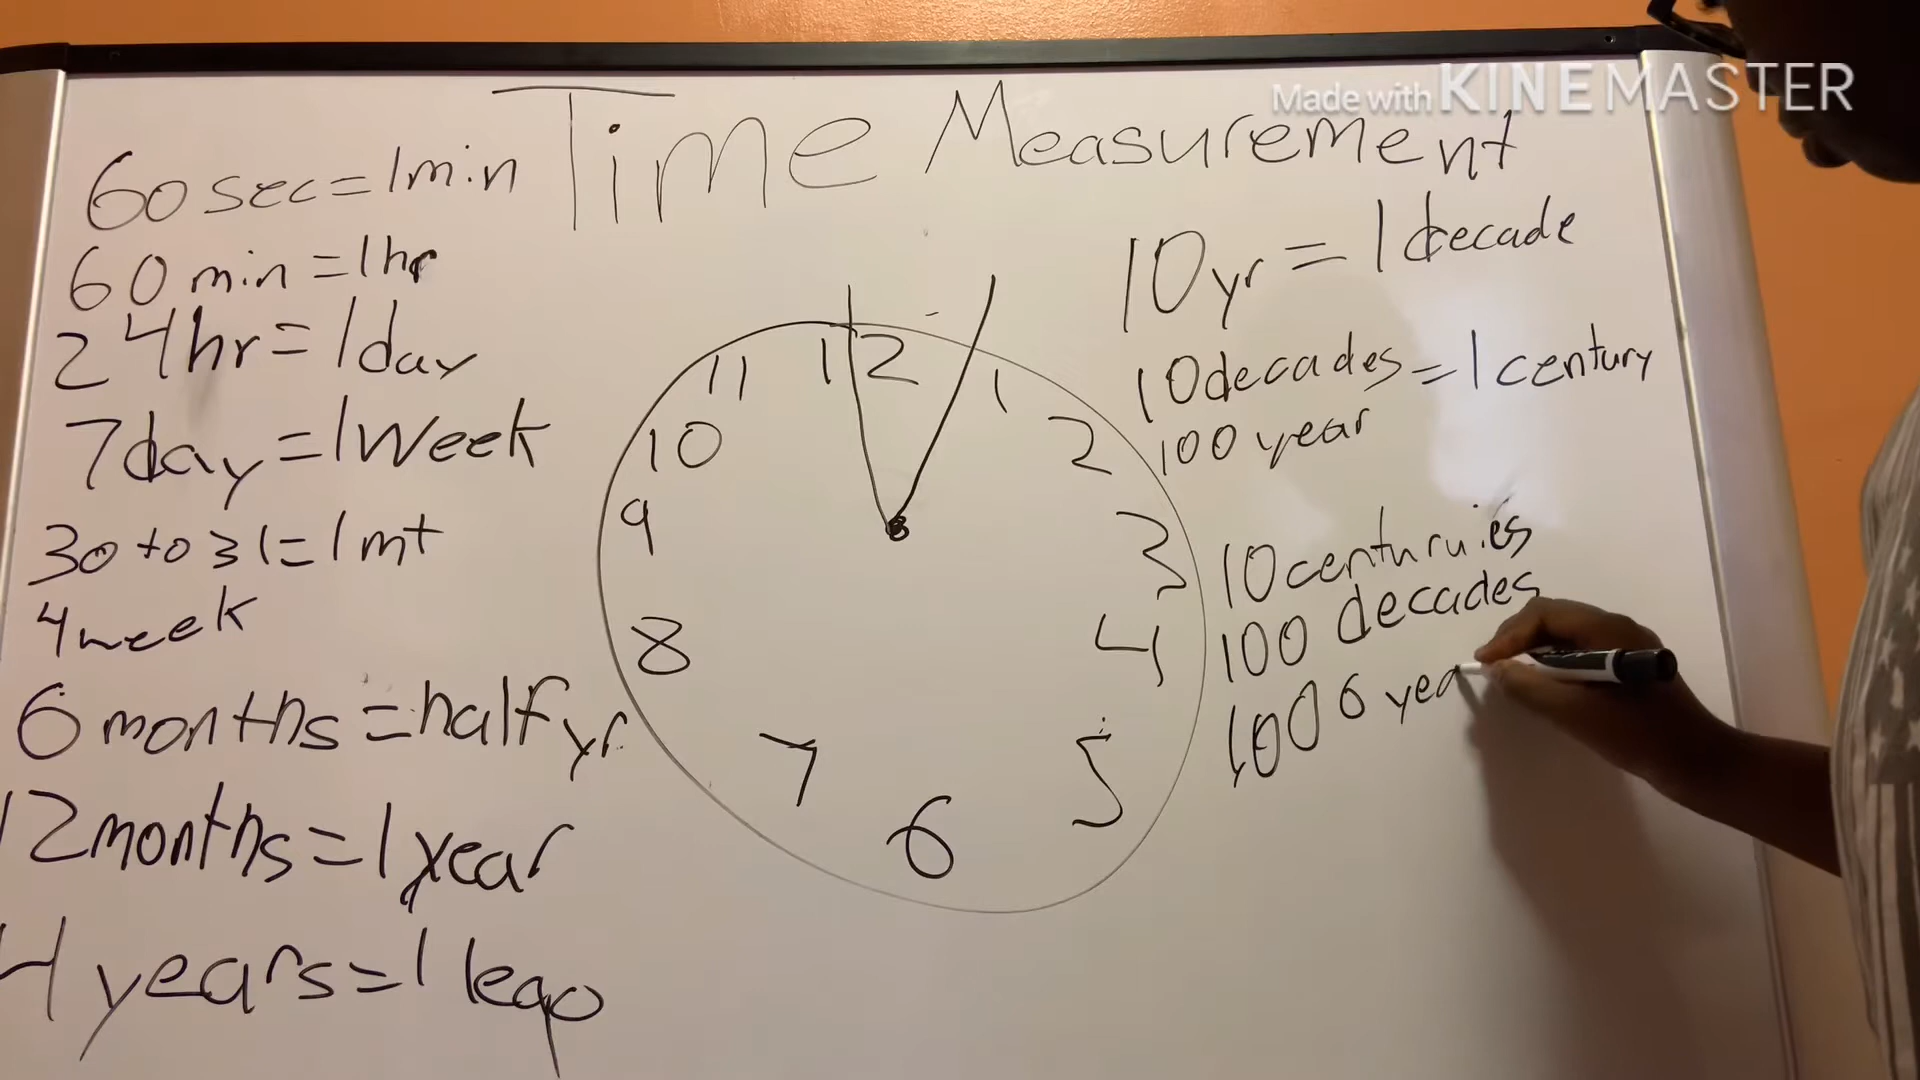 Made with KINEMASTER
Time Measurement
60 sec = 1 min
60 min = 1 hr
24 hr = 1 day
7 day = 1 Week
30 to 31 = 1 mt
4 week
6 months = half yr
12 months = 1 year
4 years = 1 leap
12
1
2
3
4
5
6
7
8
9
10
11
10 yr = 1 decade
10 decades = 1 century
100 year
10 centuruies
100 decades
1000 yea